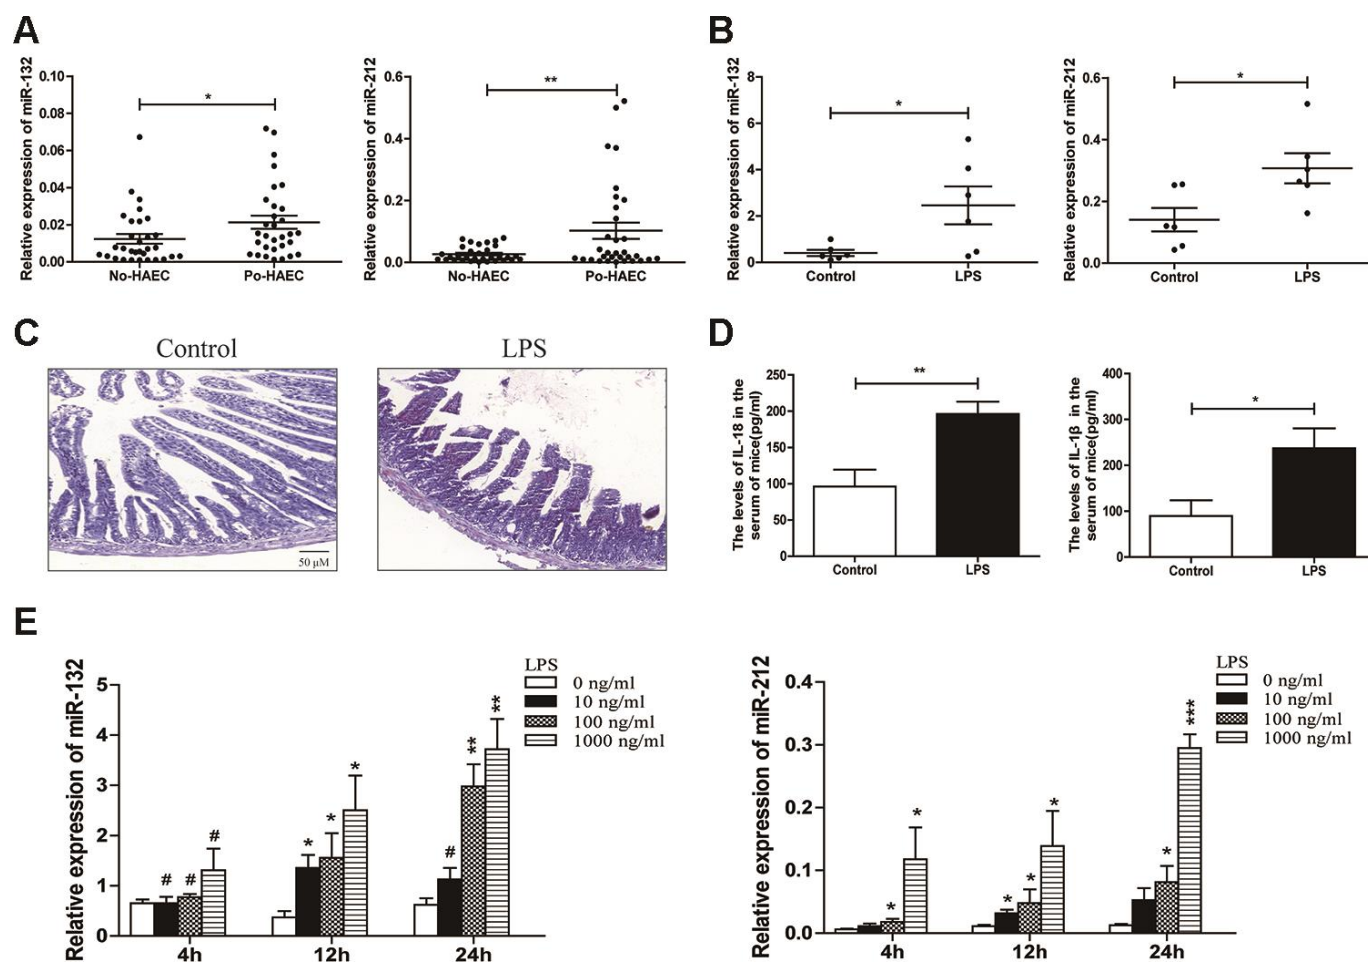 A
Relative expression of miR-132
0.10
0.08
0.06
0.04
0.02
0.00
*
No-HAEC
Po-HAEC
Relative expression of miR-212
0.6
0.4
0.2
0.0
**
No-HAEC
Po-HAEC
B
Relative expression of miR-132
8
6
4
2
0
*
Control
LPS
Relative expression of miR-212
0.6
0.4
0.2
0.0
*
Control
LPS
C
Control
LPS
50 μM
D
The levels of IL-18 in the
serum of mice(pg/ml)
250
200
150
100
50
0
**
Control
LPS
The levels of IL-1β in the
serum of mice(pg/ml)
400
300
200
100
0
*
Control
LPS
E
Relative expression of miR-132
5
4
3
2
1
0
# # #
* * *
# ** **
4h
12h
24h
LPS
0 ng/ml
10 ng/ml
100 ng/ml
1000 ng/ml
Relative expression of miR-212
0.4
0.3
0.2
0.1
0.0
* *
* * *
* ***
4h
12h
24h
LPS
0 ng/ml
10 ng/ml
100 ng/ml
1000 ng/ml